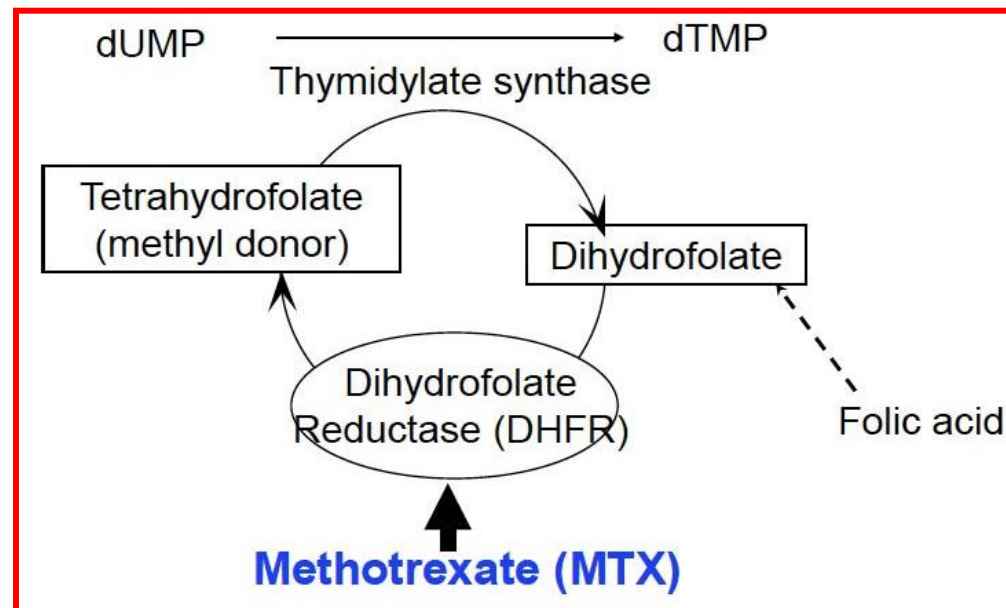 dUMP
dTMP
Thymidylate synthase
Tetrahydrofolate
(methyl donor)
Dihydrofolate
Dihydrofolate
Reductase (DHFR)
Folic acid
Methotrexate (MTX)